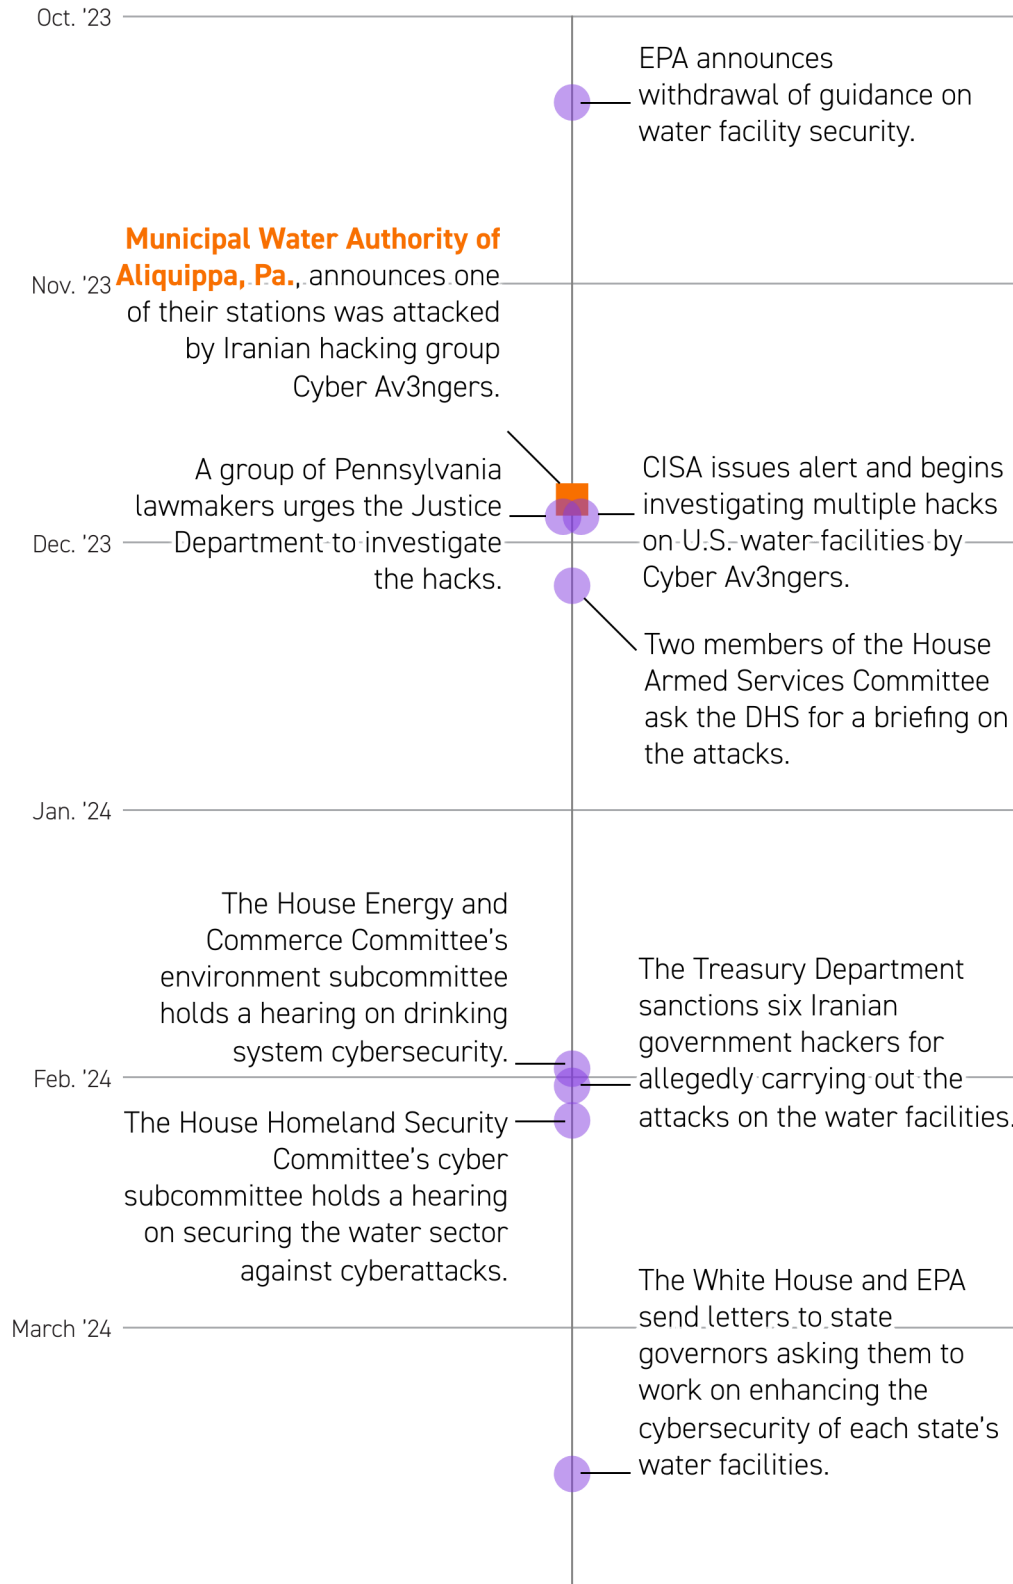 Oct. '23
EPA announces
withdrawal of guidance on
water facility security.
Municipal Water Authority of
Aliquippa, Pa., announces one
of their stations was attacked
by Iranian hacking group
Cyber Av3ngers.
Nov. '23
A group of Pennsylvania
lawmakers urges the Justice
Department to investigate
the hacks.
CISA issues alert and begins
investigating multiple hacks
on U.S. water facilities by
Cyber Av3ngers.
Dec. '23
Two members of the House
Armed Services Committee
ask the DHS for a briefing on
the attacks.
Jan. '24
The House Energy and
Commerce Committee's
environment subcommittee
holds a hearing on drinking
system cybersecurity.
The Treasury Department
sanctions six Iranian
government hackers for
allegedly carrying out the
attacks on the water facilities.
Feb. '24
The House Homeland Security
Committee's cyber
subcommittee holds a hearing
on securing the water sector
against cyberattacks.
The White House and EPA
send letters to state
governors asking them to
work on enhancing the
cybersecurity of each state's
water facilities.
March '24